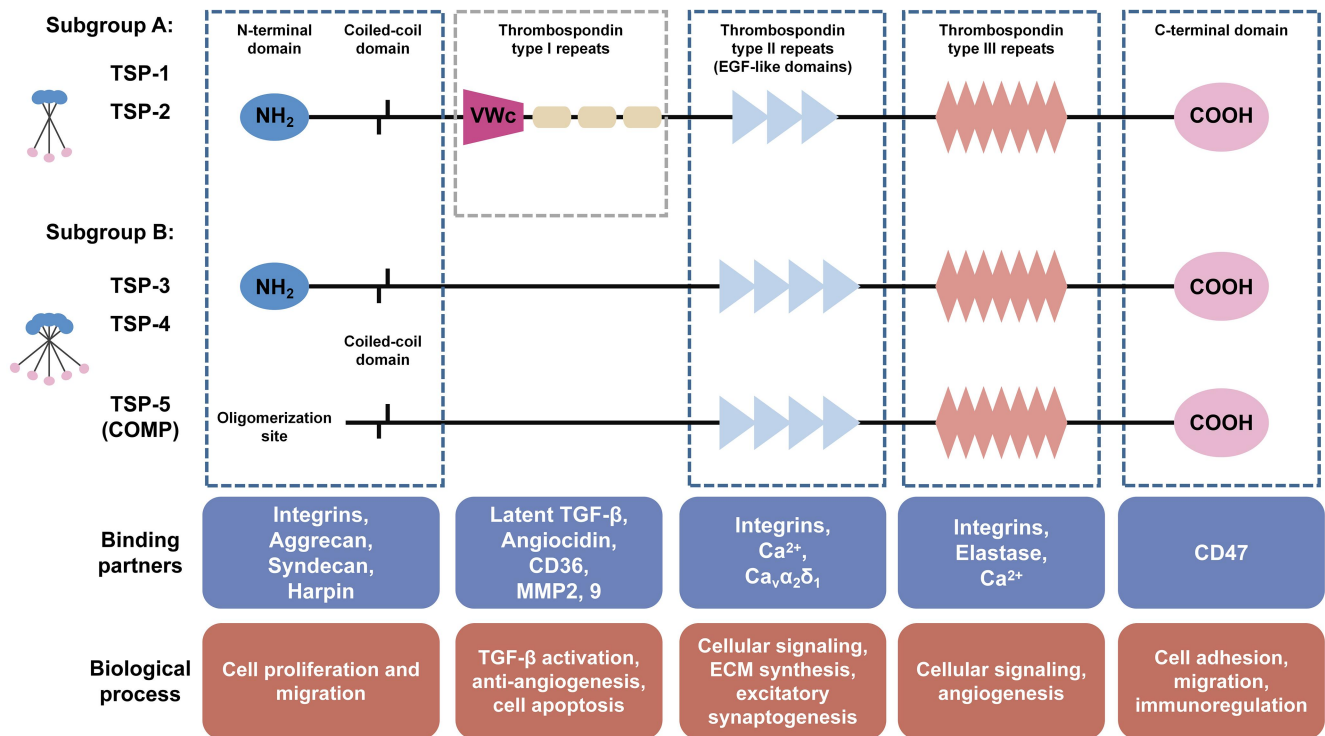 Subgroup A:
TSP-1
TSP-2
N-terminal
domain
Coiled-coil
domain
Thrombospondin
type I repeats
Thrombospondin
type II repeats
(EGF-like domains)
Thrombospondin
type III repeats
C-terminal domain
NH₂
VWc
COOH
Subgroup B:
TSP-3
TSP-4
NH₂
COOH
Coiled-coil
domain
TSP-5
(COMP)
Oligomerization
site
COOH
Binding
partners
Integrins,
Aggrecan,
Syndecan,
Harpin
Latent TGF-β,
Angiocidin,
CD36,
MMP2, 9
Integrins,
Ca²⁺,
Caᵥα₂δ₁
Integrins,
Elastase,
Ca²⁺
CD47
Biological
process
Cell proliferation and
migration
TGF-β activation,
anti-angiogenesis,
cell apoptosis
Cellular signaling,
ECM synthesis,
excitatory
synaptogenesis
Cellular signaling,
angiogenesis
Cell adhesion,
migration,
immunoregulation